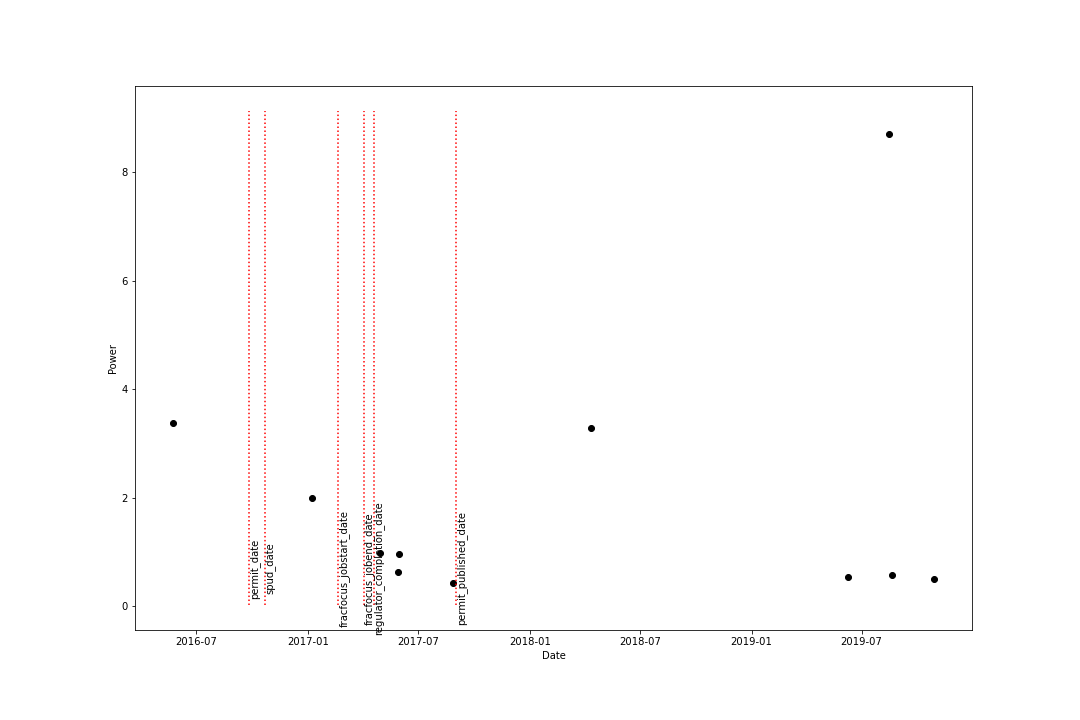 8
6
4
2
0
Power
permit_date
spud_date
fracfocus_jobstart_date
fracfocus_jobend_date
regulator_completion_date
permit_published_date
2016-07
2017-01
2017-07
2018-01
2018-07
2019-01
2019-07
Date